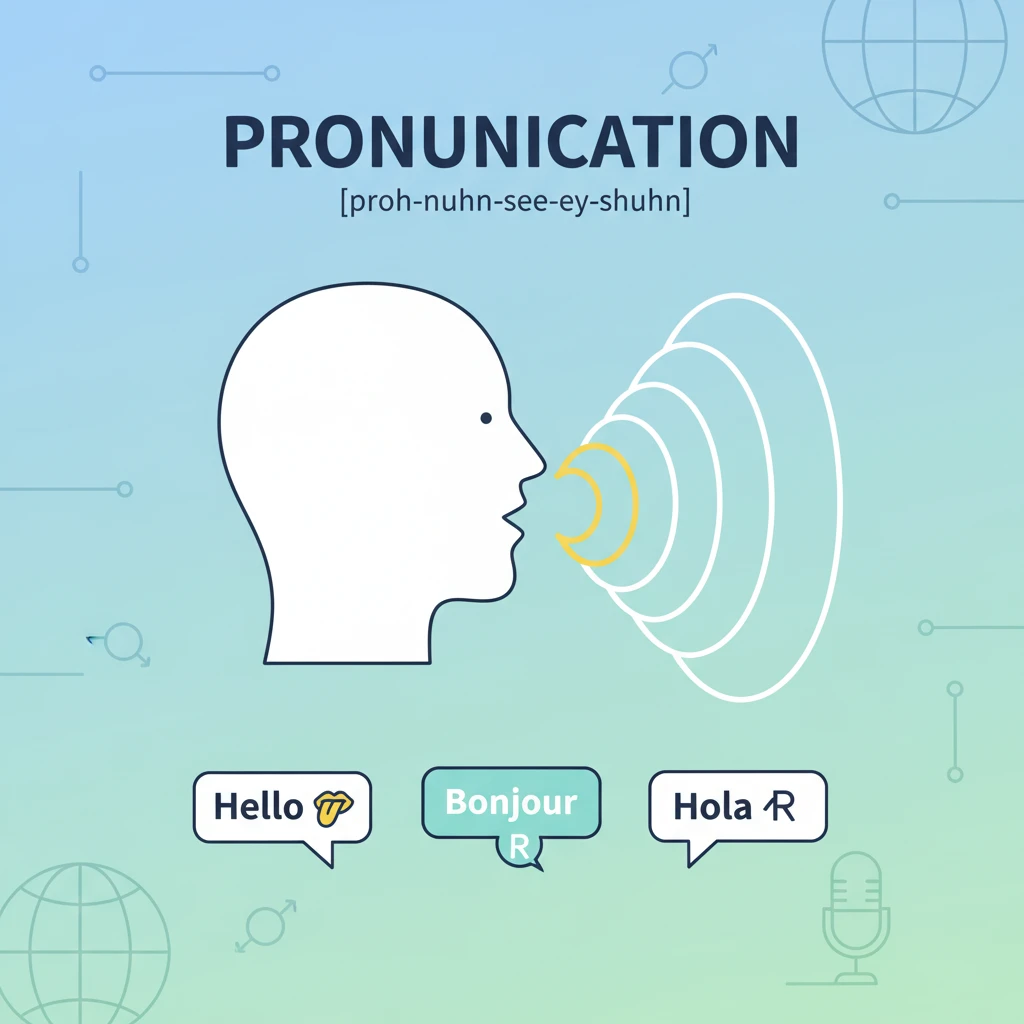 PRONUNICATION
[proh-nuhn-see-ey-shuhn]
Hello
Bonjour
R
Hola R